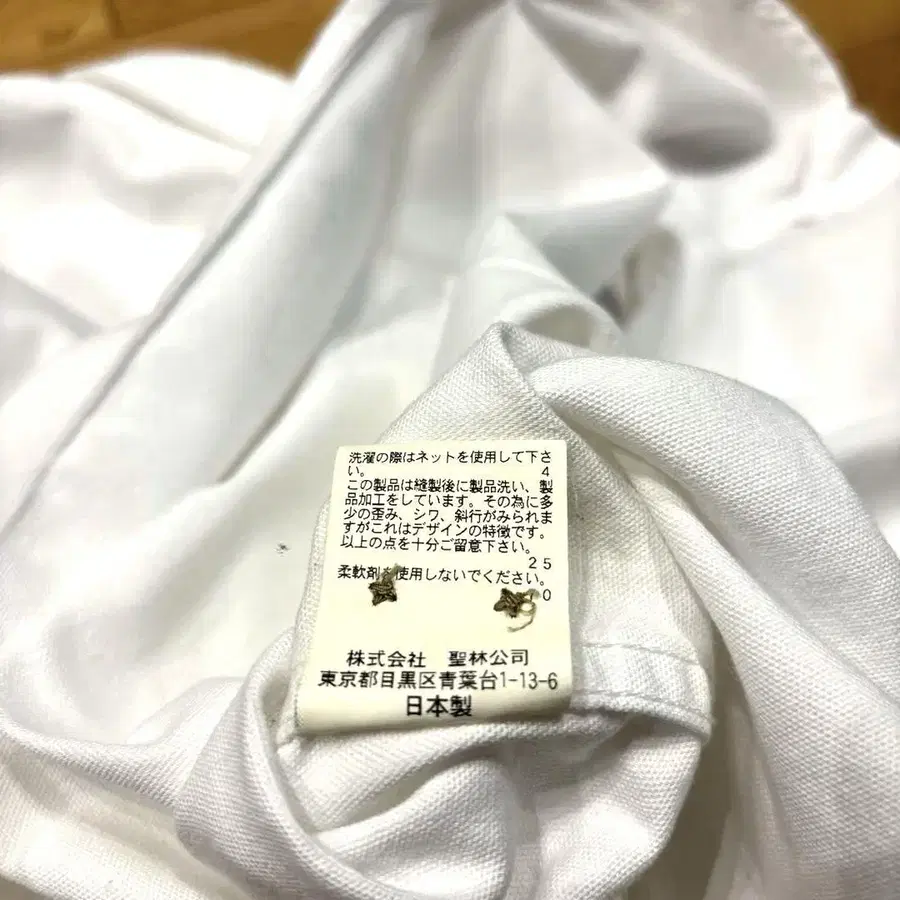 洗濯の際はネットを使用して下さ
い。 4
この製品は縫製後に製品洗い、製
品加工をしています。その為に多
少の歪み、シワ、斜行がみられま
すがこれはデザインの特徴です。
以上の点を十分ご留意下さい。
25
柔軟剤を使用しないでください。
0
株式会社 聖林公司
東京都目黒区青葉台1-13-6
日本製